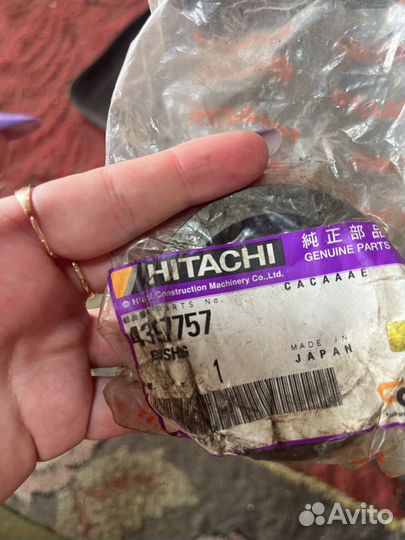 HITACHI
純正部品
GENUINE PARTS
© Hitachi Construction Machinery Co.,Ltd.
PARTS No.
CACAAAE
4357757
MADE IN
JAPAN
1
Avito